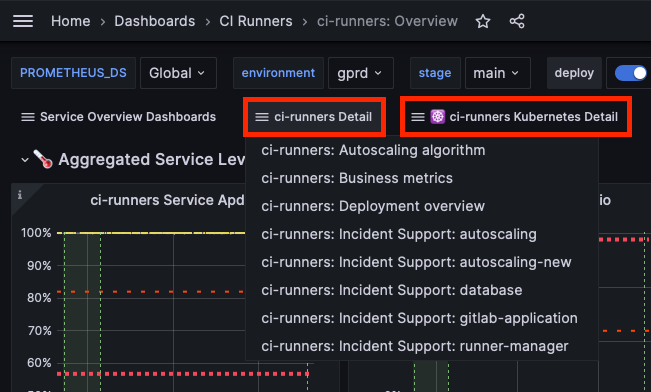 Home > Dashboards > CI Runners > ci-runners: Overview
PROMETHEUS_DS Global environment gprd stage main deploy
Service Overview Dashboards ci-runners Detail ci-runners Kubernetes Detail
Aggregated Service Lev
ci-runners: Autoscaling algorithm
ci-runners: Business metrics
ci-runners: Deployment overview
ci-runners: Incident Support: autoscaling
ci-runners: Incident Support: autoscaling-new
ci-runners: Incident Support: database
ci-runners: Incident Support: gitlab-application
ci-runners: Incident Support: runner-manager
i
ci-runners Service Apd
io
100%
90%
80%
70%
60%